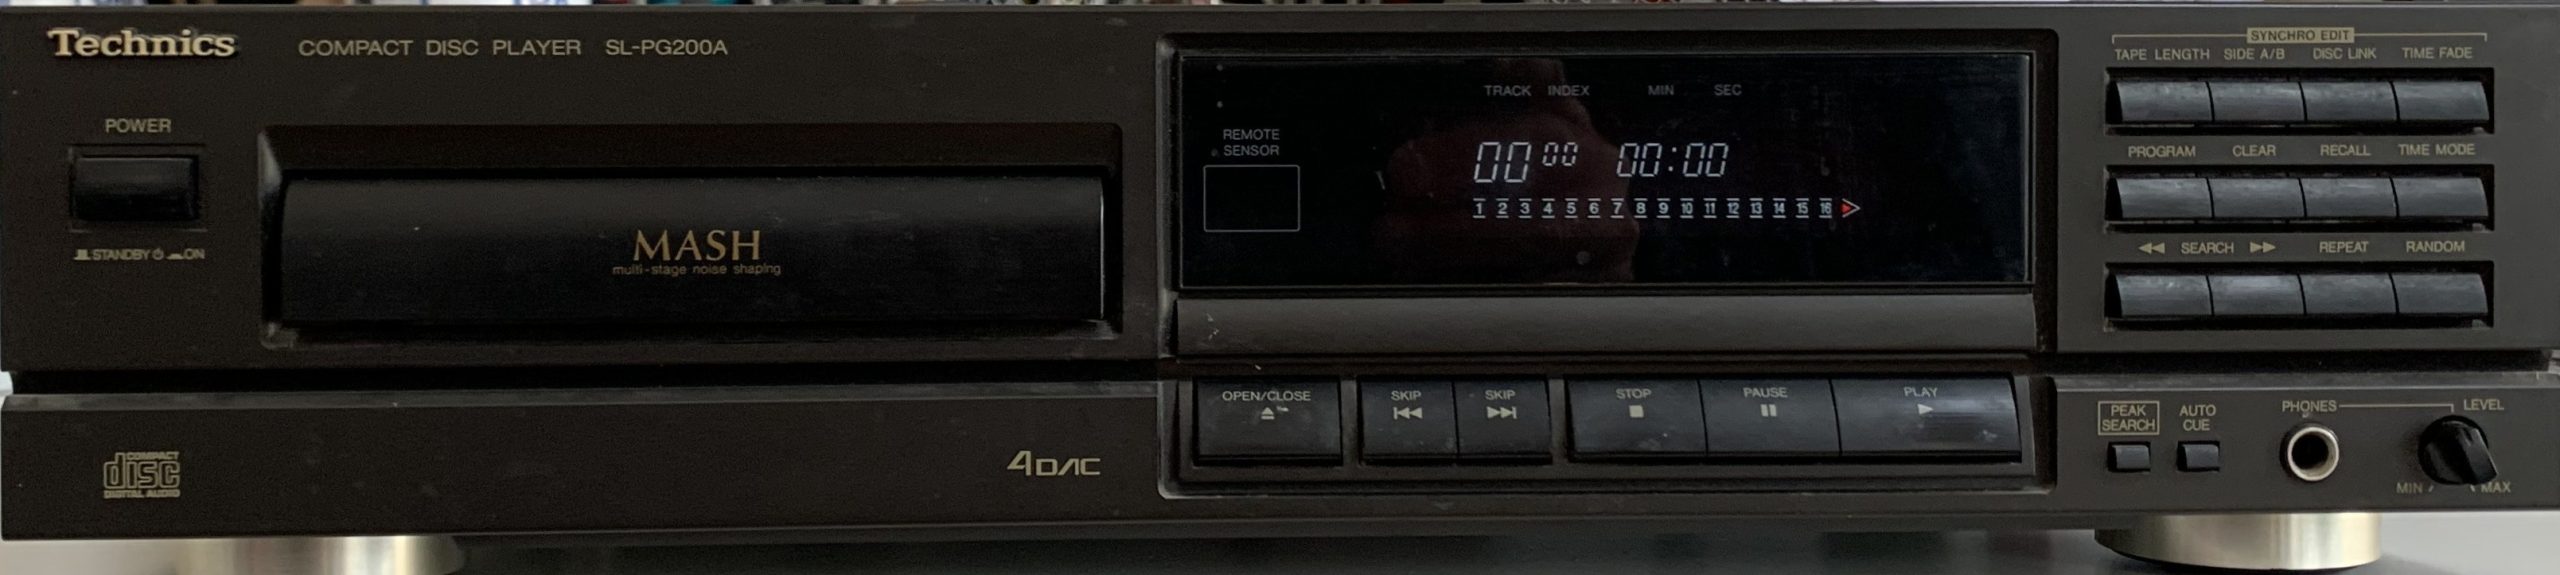 Technics
COMPACT DISC PLAYER SL-PG200A
POWER
STANDBY ON
MASH
multi-stage noise shaping
COMPACT
disc
DIGITAL AUDIO
4DAC
REMOTE
SENSOR
TRACK INDEX MIN SEC
00 00 00:00
1 2 3 4 5 6 7 8 9 10 11 12 13 14 15 16
OPEN/CLOSE
SKIP SKIP
STOP PAUSE PLAY
SYNCHRO EDIT
TAPE LENGTH SIDE A/B DISC LINK TIME FADE
PROGRAM CLEAR RECALL TIME MODE
SEARCH REPEAT RANDOM
PEAK
SEARCH
AUTO
CUE
PHONES LEVEL
MIN MAX